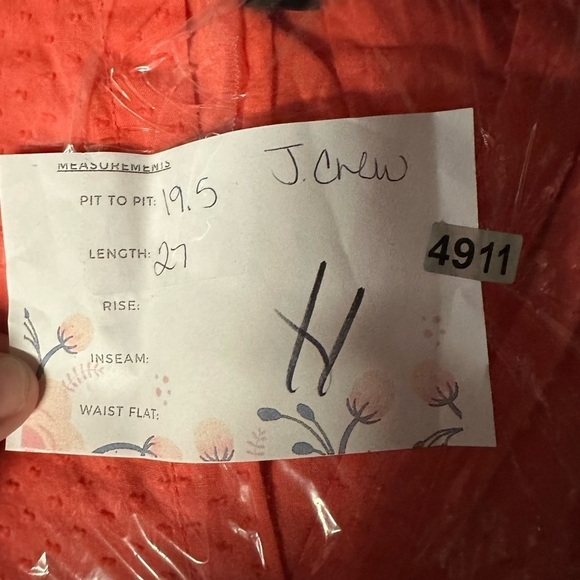 MEASUREMENTS
J.Crew
PIT TO PIT: 19.5
LENGTH: 27
4911
RISE:
H
INSEAM:
WAIST FLAT: